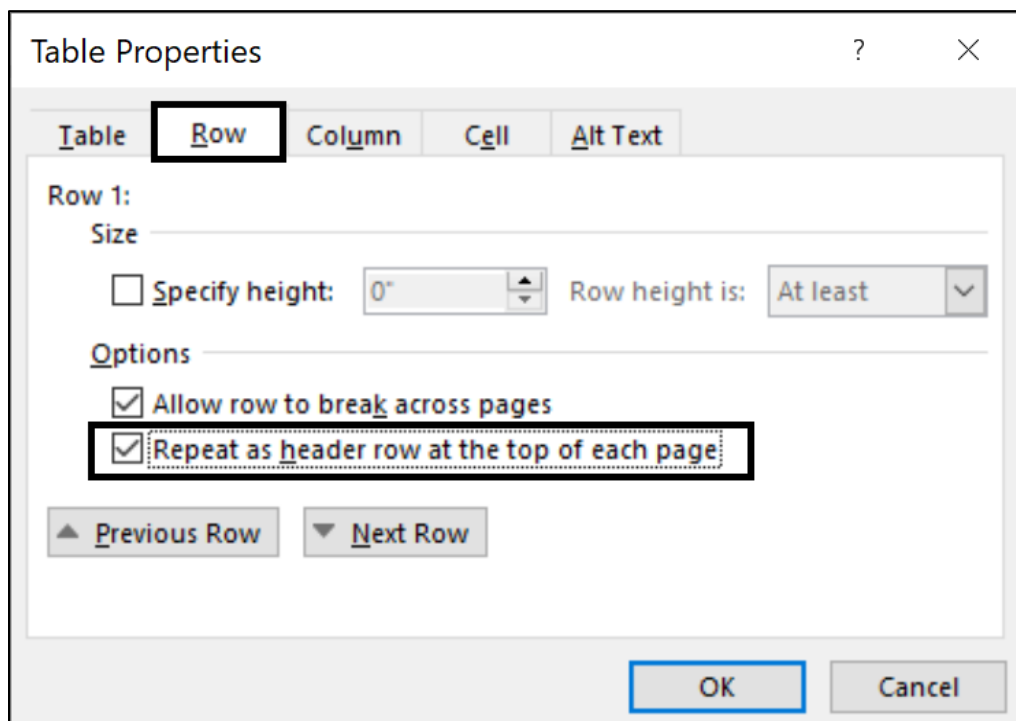 Table Properties ?
Table Row Column Cell Alt Text
Row 1:
Size
Specify height: 0" Row height is: At least
Options
Allow row to break across pages
Repeat as header row at the top of each page
Previous Row Next Row
OK Cancel